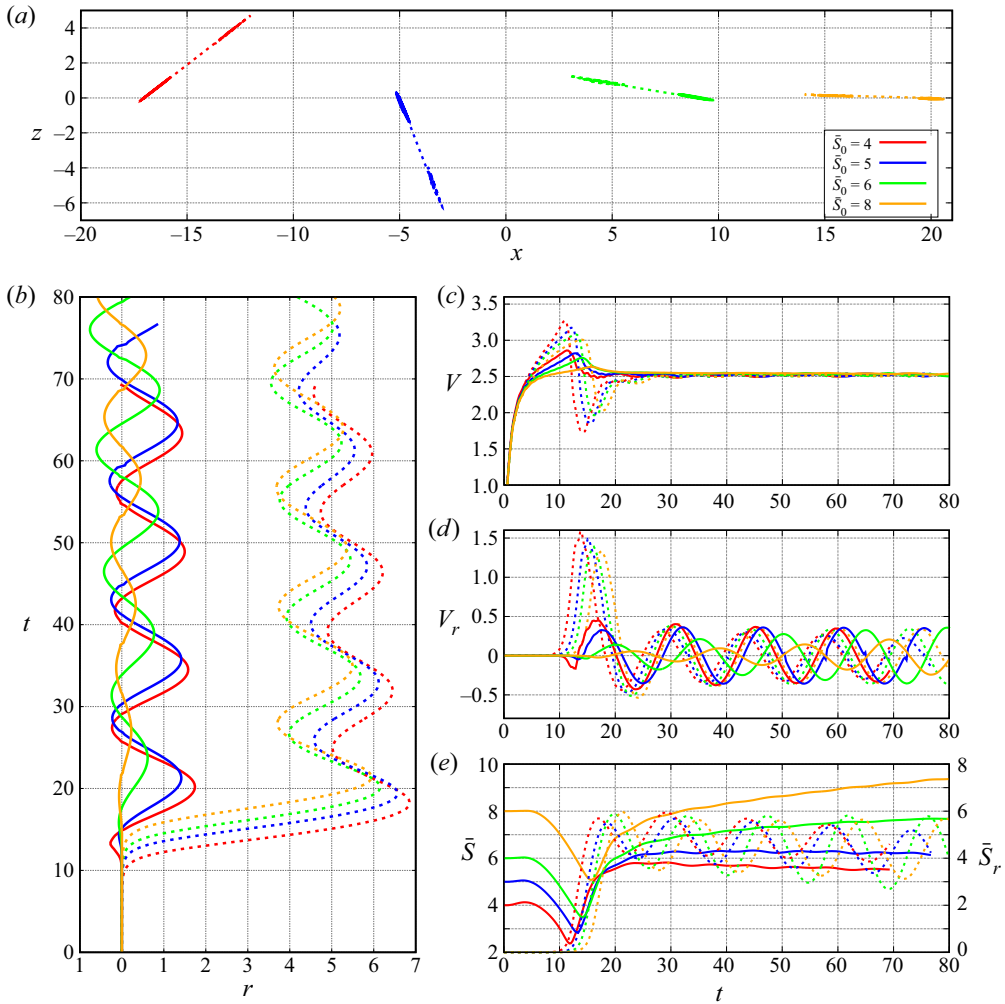 (a)
4
2
0
z
−2
−4
−6
S̄0 = 4
S̄0 = 5
S̄0 = 6
S̄0 = 8
−20 −15 −10 −5 0 5 10 15 20
x
(b)
80
70
60
50
t
40
30
20
10
0
1 0 1 2 3 4 5 6 7
r
(c)
3.5
3.0
V 2.5
2.0
1.5
1.0
0 10 20 30 40 50 60 70 80
(d)
1.5
1.0
0.5
Vr
0
−0.5
0 10 20 30 40 50 60 70 80
(e)
10 8
8 6
S̄ 6 4 S̄r
4 2
2 0
0 10 20 30 40 50 60 70 80
t